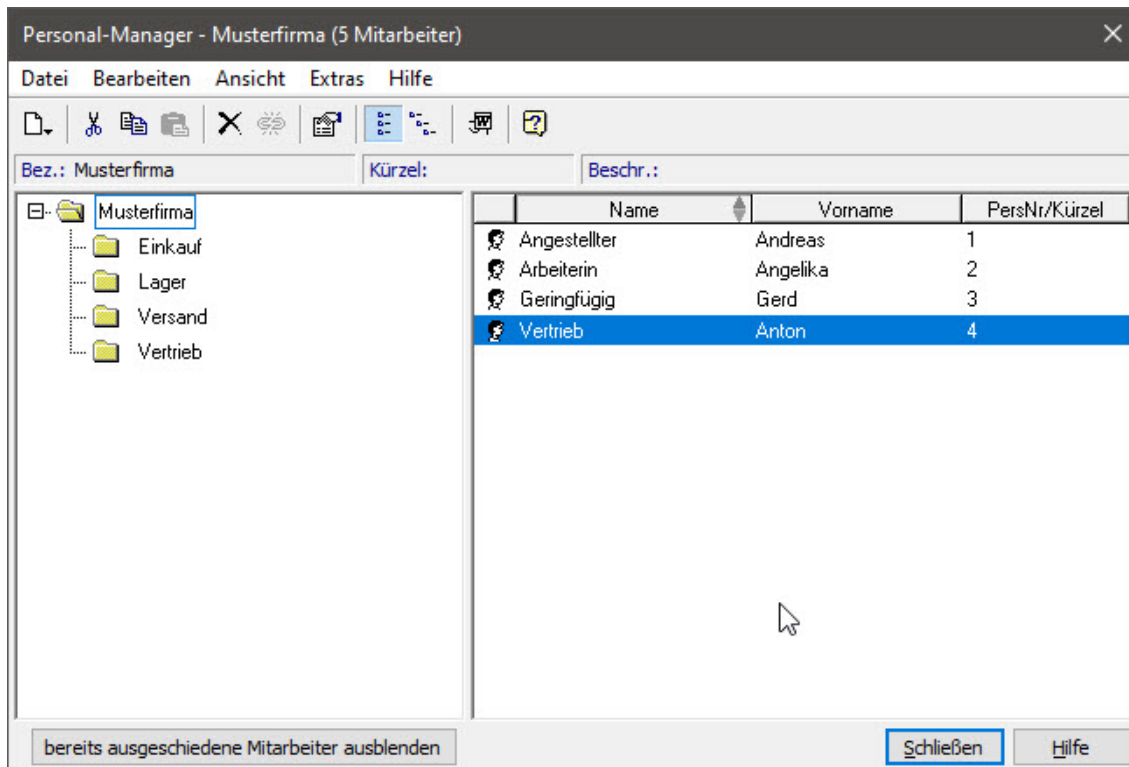 Personal-Manager - Musterfirma (5 Mitarbeiter)
Datei Bearbeiten Ansicht Extras Hilfe
Bez.: Musterfirma Kürzel: Beschr.:
Musterfirma
Einkauf
Lager
Versand
Vertrieb
Name Vorname PersNr/Kürzel
Angestellter Andreas 1
Arbeiterin Angelika 2
Geringfügig Gerd 3
Vertrieb Anton 4
bereits ausgeschiedene Mitarbeiter ausblenden Schließen Hilfe